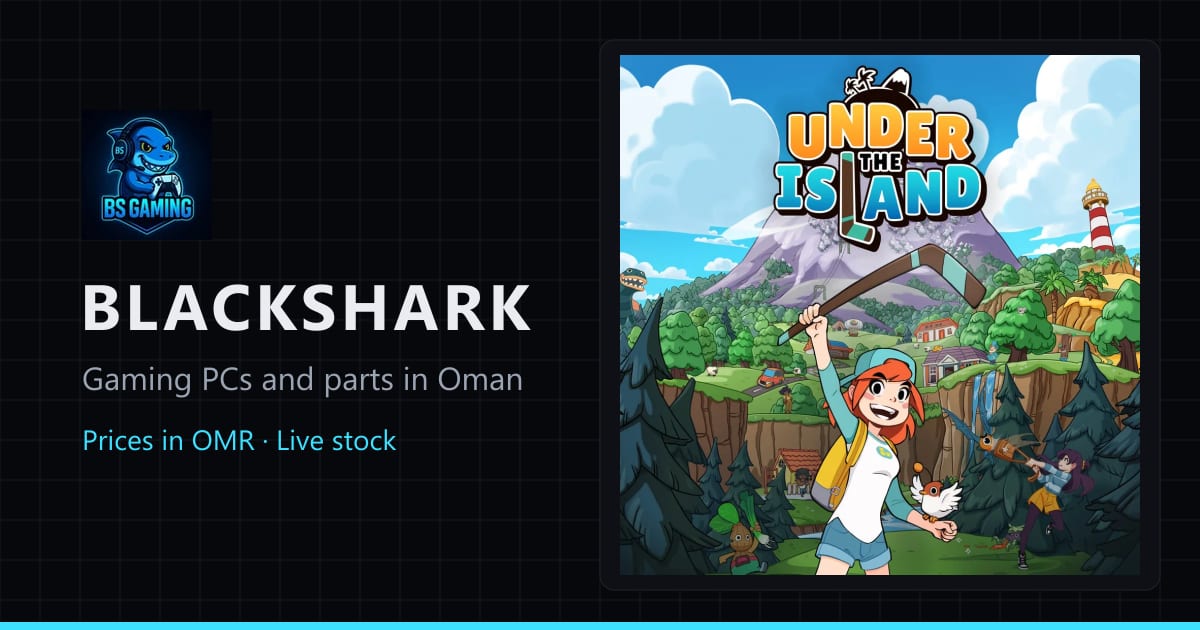 BS
BS GAMING
BLACKSHARK
Gaming PCs and parts in Oman
Prices in OMR · Live stock
UNDER
THE
ISLAND